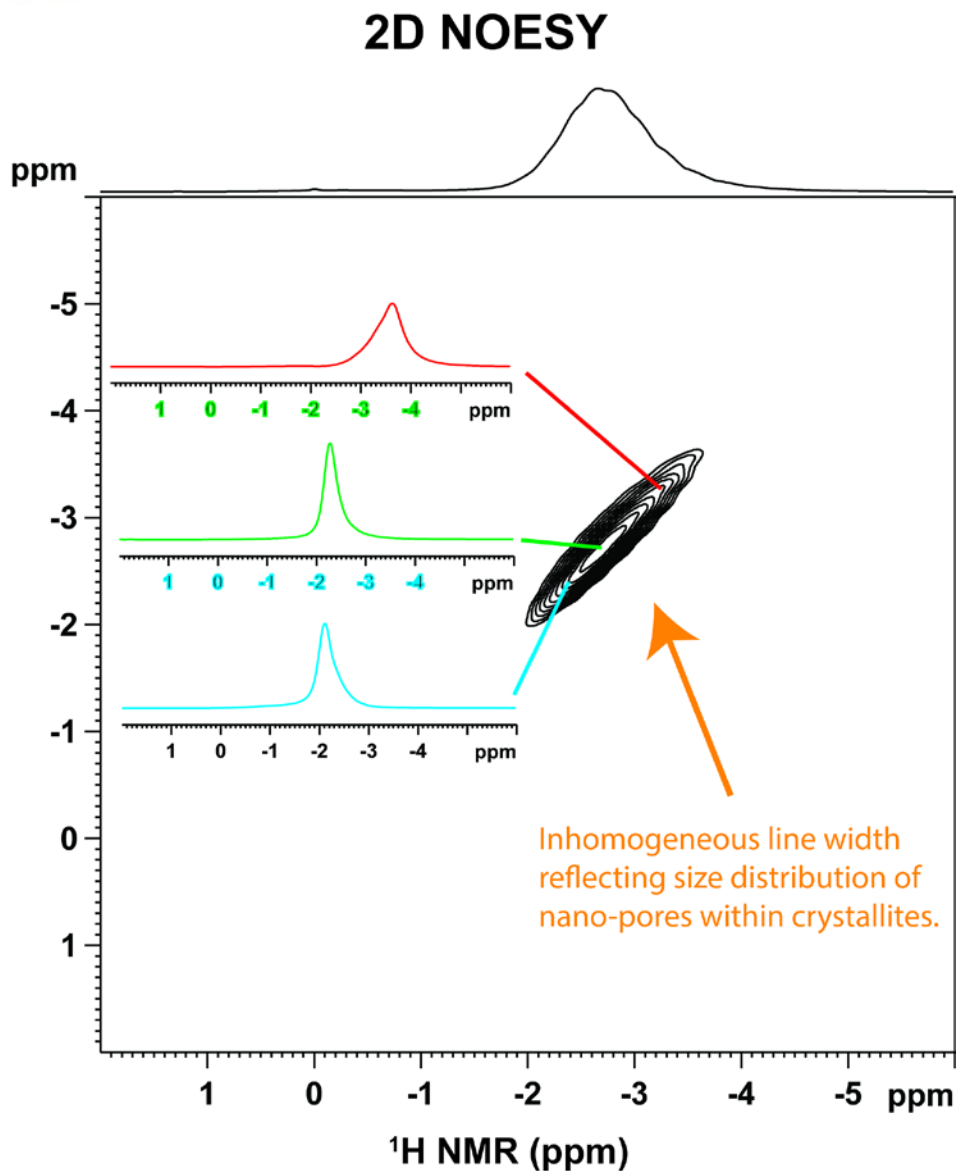 2D NOESY
ppm
-5
1 0 -1 -2 -3 -4 ppm
-4
-3
1 0 -1 -2 -3 -4 ppm
-2
1 0 -1 -2 -3 -4 ppm
-1
0
Inhomogeneous line width
reflecting size distribution of
nano-pores within crystallites.
1
1 0 -1 -2 -3 -4 -5 ppm
¹H NMR (ppm)